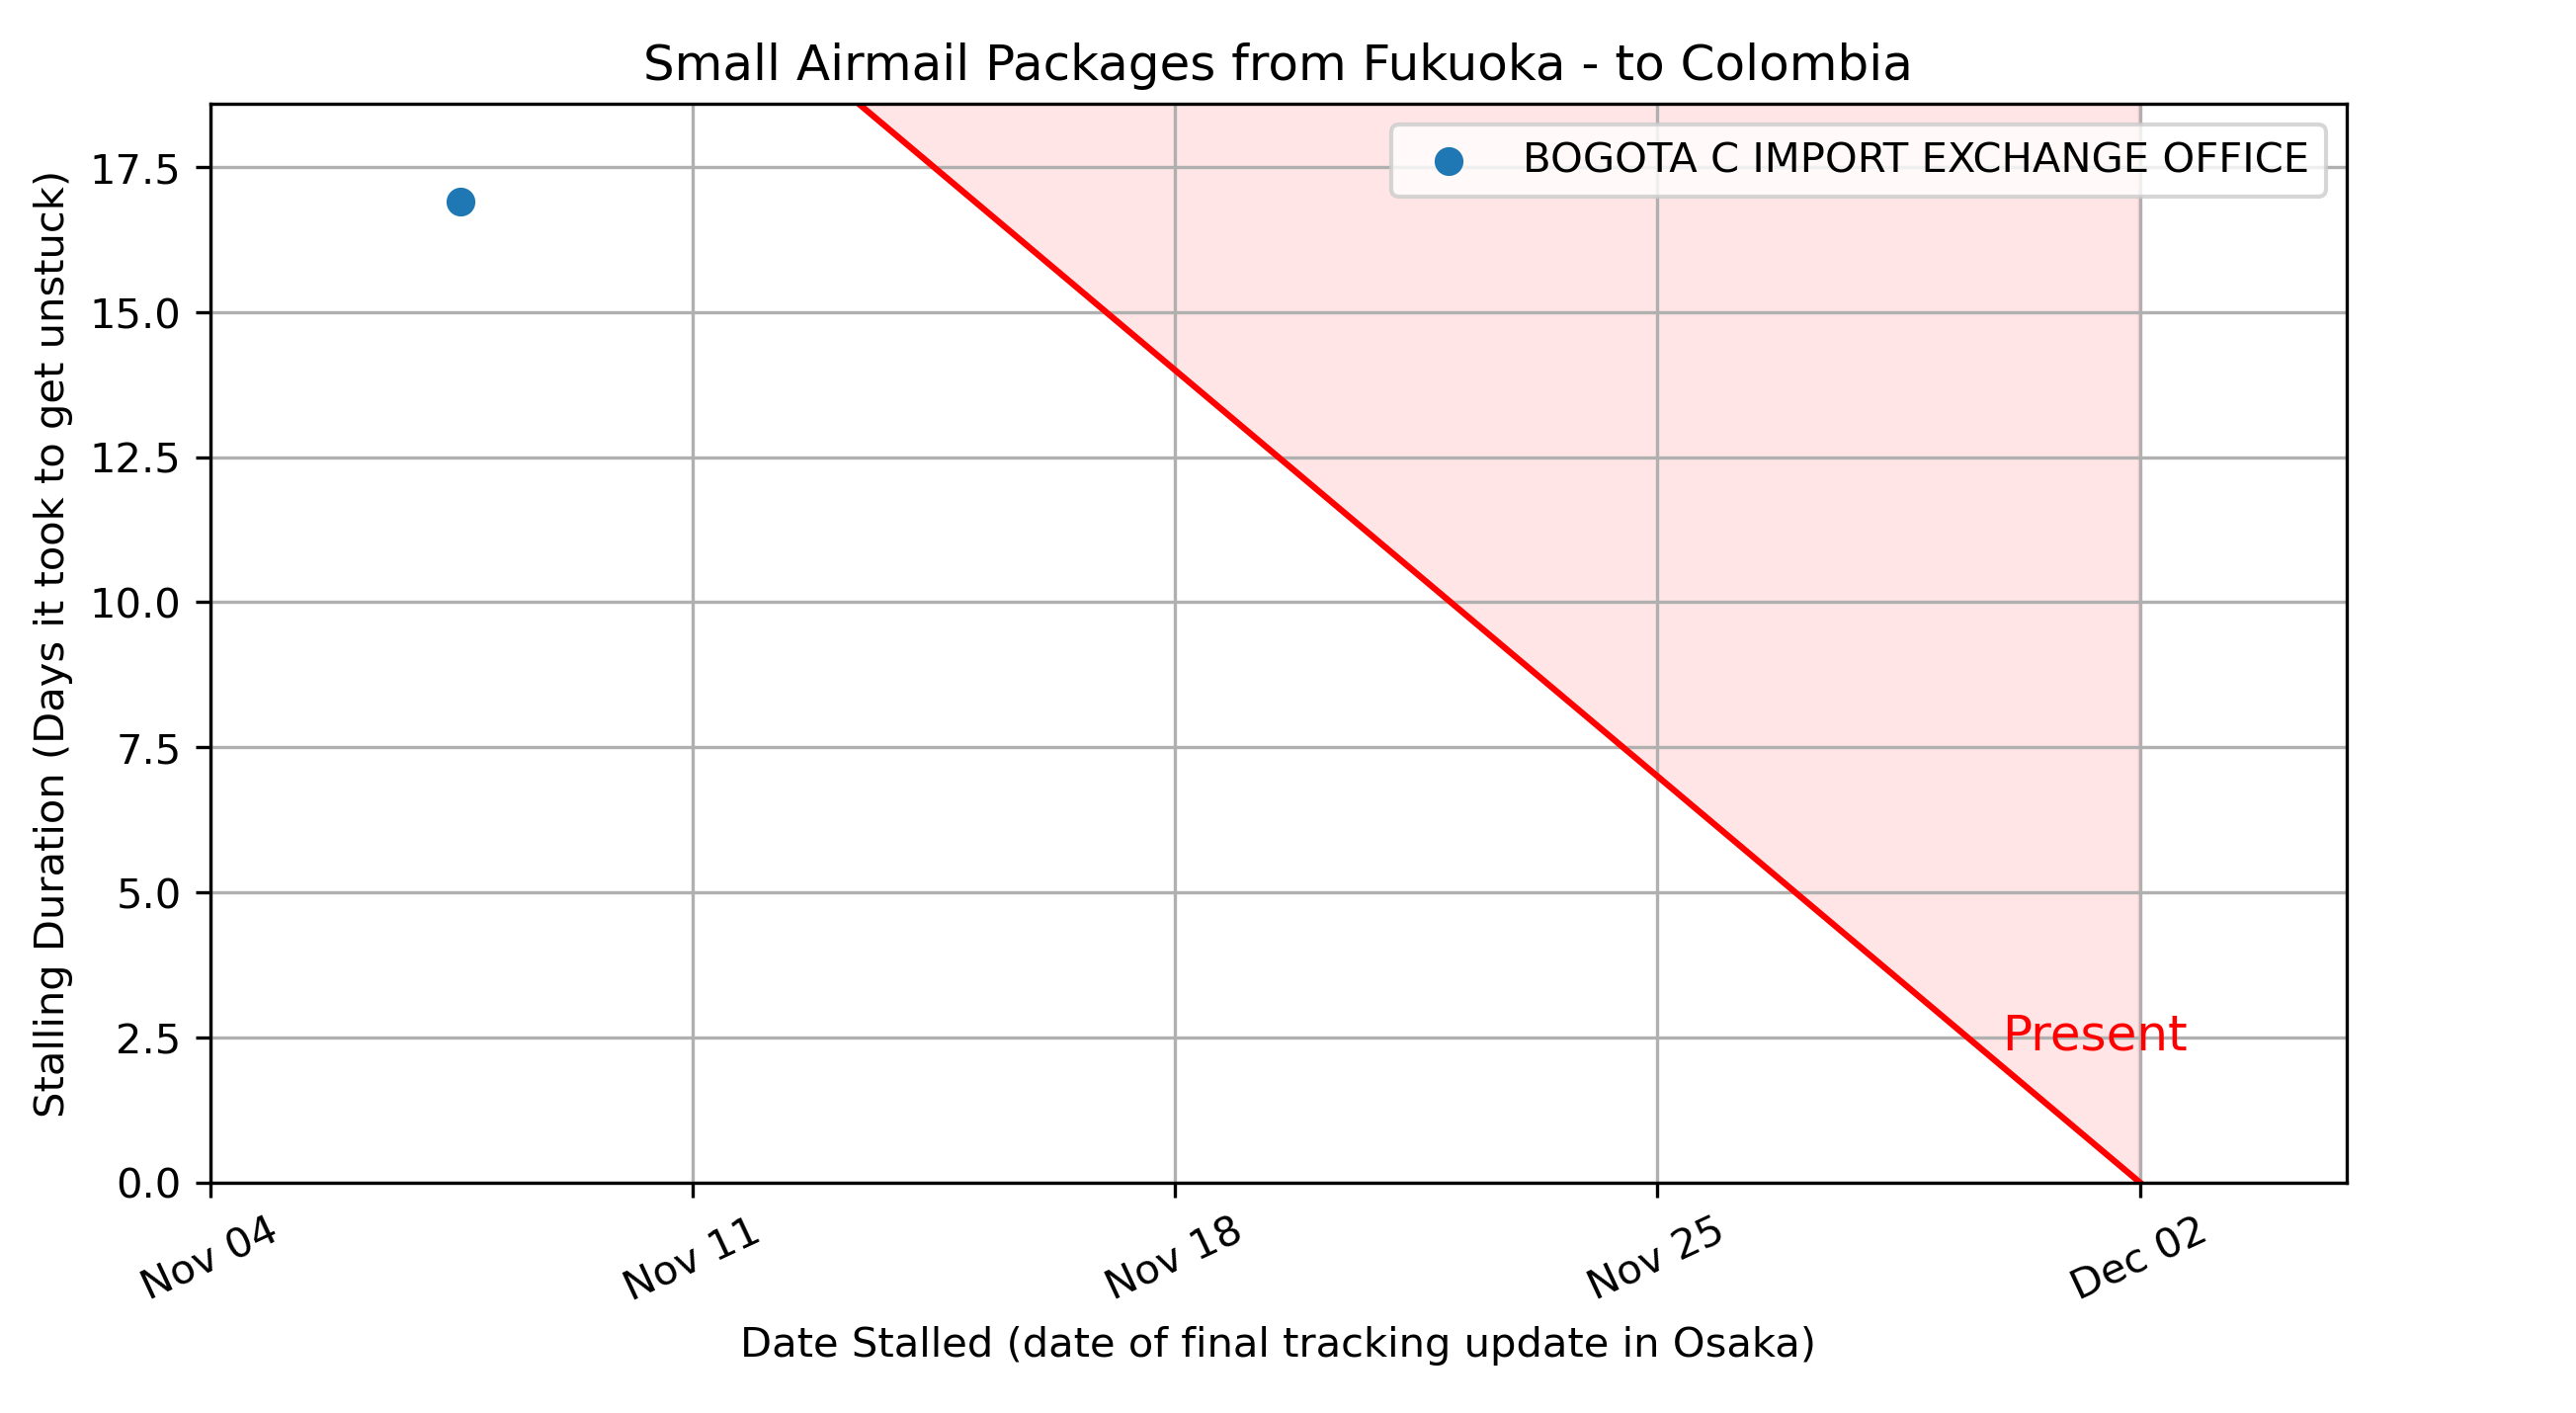 Small Airmail Packages from Fukuoka - to Colombia
BOGOTA C IMPORT EXCHANGE OFFICE
Stalling Duration (Days it took to get unstuck)
17.5
15.0
12.5
10.0
7.5
5.0
2.5
0.0
Present
Nov 04
Nov 11
Nov 18
Nov 25
Dec 02
Date Stalled (date of final tracking update in Osaka)